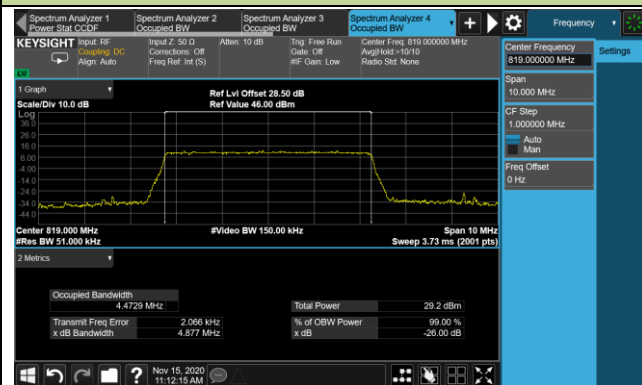 Spectrum Analyzer 1
Power Stat CCDF
Spectrum Analyzer 2
Occupied BW
Spectrum Analyzer 3
Occupied BW
Spectrum Analyzer 4
Occupied BW
Frequency
KEYSIGHT
Input: RF
Coupling: DC
Align: Auto
Input Z: 50 Ω
Corrections: Off
Freq Ref: Int (S)
Atten: 10 dB
Trig: Free Run
Gate: Off
#IF Gain: Low
Center Freq: 819.000000 MHz
Avg|Hold >10/10
Radio Std: None
Center Frequency
819.000000 MHz
Settings
Span
10.000 MHz
CF Step
1.000000 MHz
Auto
Man
Freq Offset
0 Hz
1 Graph
Scale/Div 10.0 dB
Ref Lvl Offset 28.50 dB
Ref Value 46.00 dBm
Log
36.0
26.0
16.0
6.00
-4.00
-14.0
-24.0
-34.0
-44.0
Center 819.000 MHz
#Video BW 150.00 kHz
Span 10 MHz
#Res BW 51.000 kHz
Sweep 3.73 ms (2001 pts)
2 Metrics
Occupied Bandwidth
4.4729 MHz
Total Power 29.2 dBm
Transmit Freq Error 2.066 kHz
% of OBW Power 99.00 %
x dB Bandwidth 4.877 MHz
x dB -26.00 dB
Nov 15, 2020
11:12:15 AM